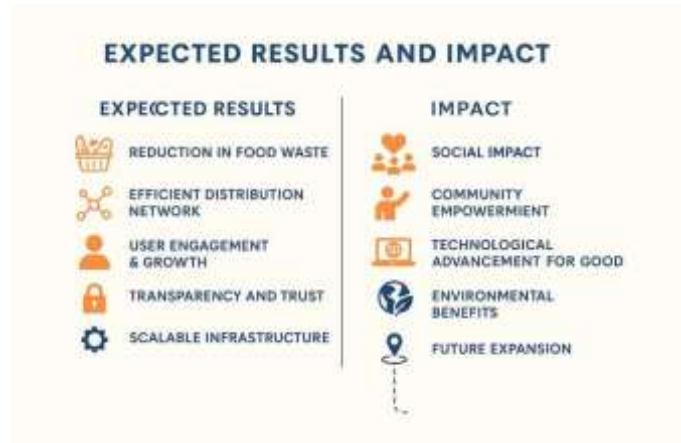 EXPECTED RESULTS AND IMPACT
EXPECCTED RESULTS
REDUCTION IN FOOD WASTE
EFFICIENT DISTRIBUTION
NETWORK
USER ENGAGEMENT
& GROWTH
TRANSPARENCY AND TRUST
SCALABLE INFRASTRUCTURE
IMPACT
SOCIAL IMPACT
COMMUNITY
EMPOWERMIENT
TECHNOLOGICAL
ADVANCEMENT FOR GOOD
ENVIRONMENTAL
BENEFITS
FUTURE EXPANSION